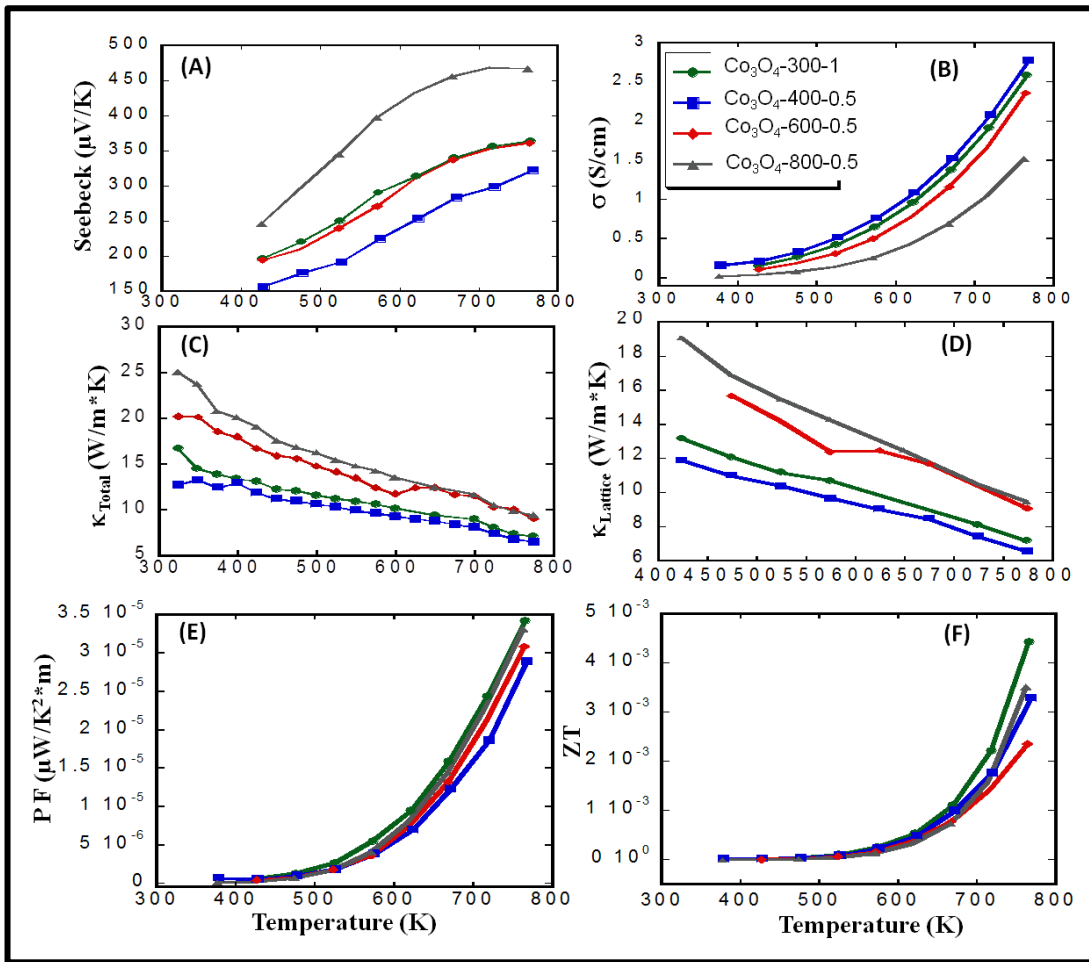 (A)
Seebeck (µV/K)
500
450
400
350
300
250
200
150
300 400 500 600 700 800
(B)
σ (S/cm)
3
2.5
2
1.5
1
0.5
0
300 400 500 600 700 800
Co₃O₄-300-1
Co₃O₄-400-0.5
Co₃O₄-600-0.5
Co₃O₄-800-0.5
(C)
κTotal (W/m*K)
30
25
20
15
10
5
300 400 500 600 700 800
(D)
κLattice (W/m*K)
20
18
16
14
12
10
8
6
400 450 500 550 600 650 700 750 800
(E)
PF (µW/K²*m)
3.5 10⁻⁵
3 10⁻⁵
2.5 10⁻⁵
2 10⁻⁵
1.5 10⁻⁵
1 10⁻⁵
5 10⁻⁶
0
300 400 500 600 700 800
Temperature (K)
(F)
ZT
5 10⁻³
4 10⁻³
3 10⁻³
2 10⁻³
1 10⁻³
0 10⁰
300 400 500 600 700 800
Temperature (K)